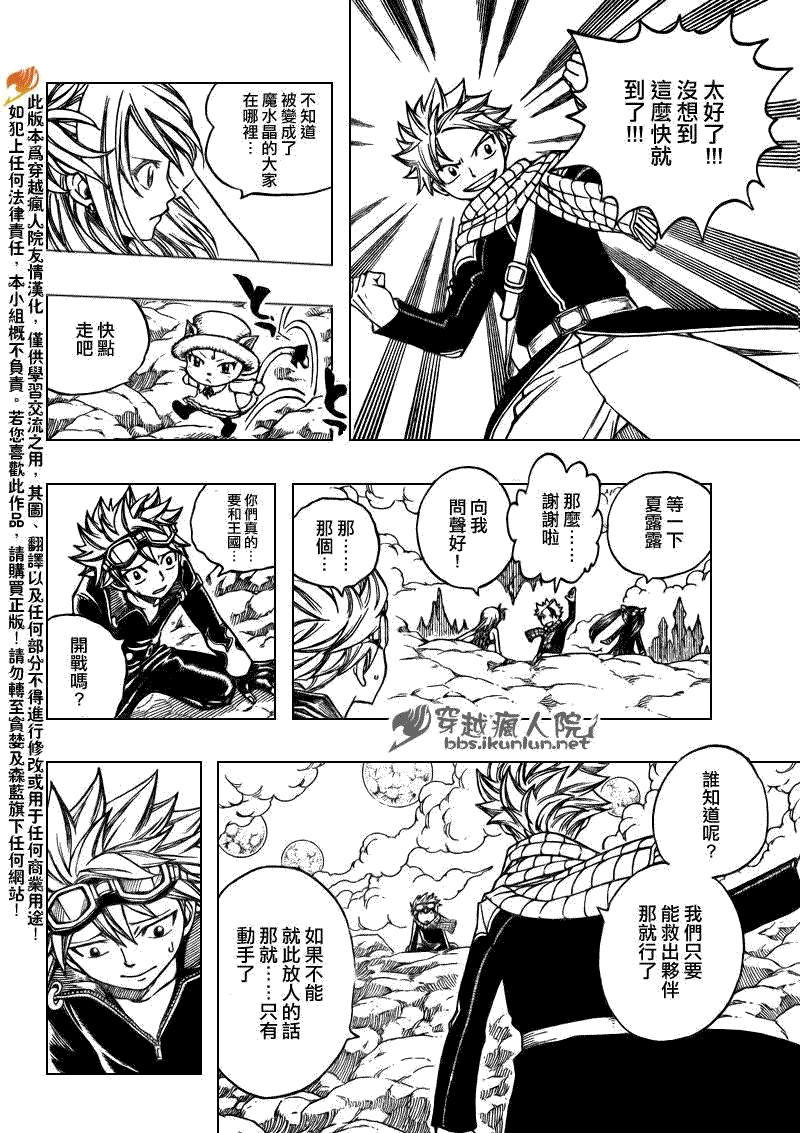 太好了!!!
沒想到
這麼快就
到了!!!
不知道
被變成了
魔水晶的大家
在哪裡…
快點
走吧
等一下
夏露露
那麼……
謝謝啦
向我
問聲好!
那……
那個…
你們真的…
要和王國…
開戰嗎?
誰知道呢?
我們只要
能救出夥伴
那就行了
如果不能
就此放人的話
那就……只有
動手了
穿越瘋人院
bbs.ikunlun.net
此版本爲穿越瘋人院友情漢化,僅供學習交流之用,其圖、翻譯以及任何部分不得進行修改或用于任何商業用途!
如犯上任何法律責任,本小組概不負責。若您喜歡此作品,請購買正版!請勿轉至貪婪及森藍旗下任何網站!